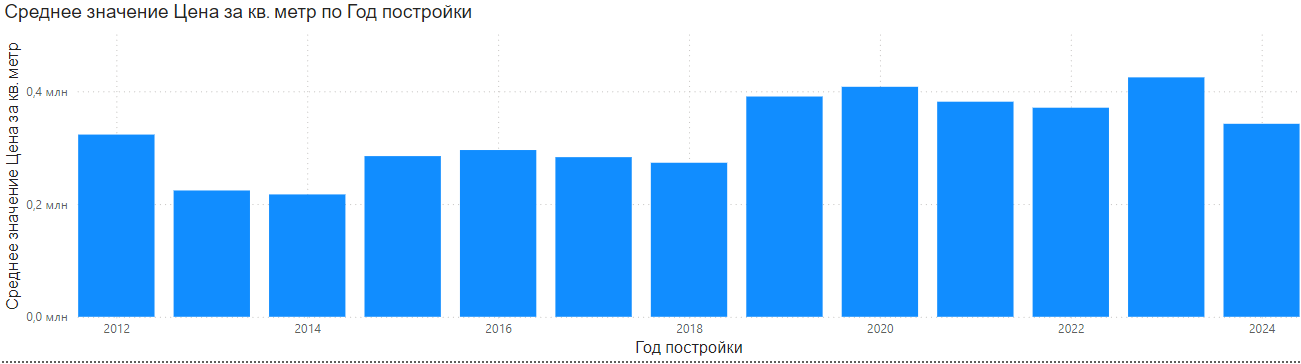 Среднее значение Цена за кв. метр по Год постройки
Среднее значение Цена за кв. метр
0,4 млн
0,2 млн
0,0 млн
2012 2014 2016 2018 2020 2022 2024
Год постройки